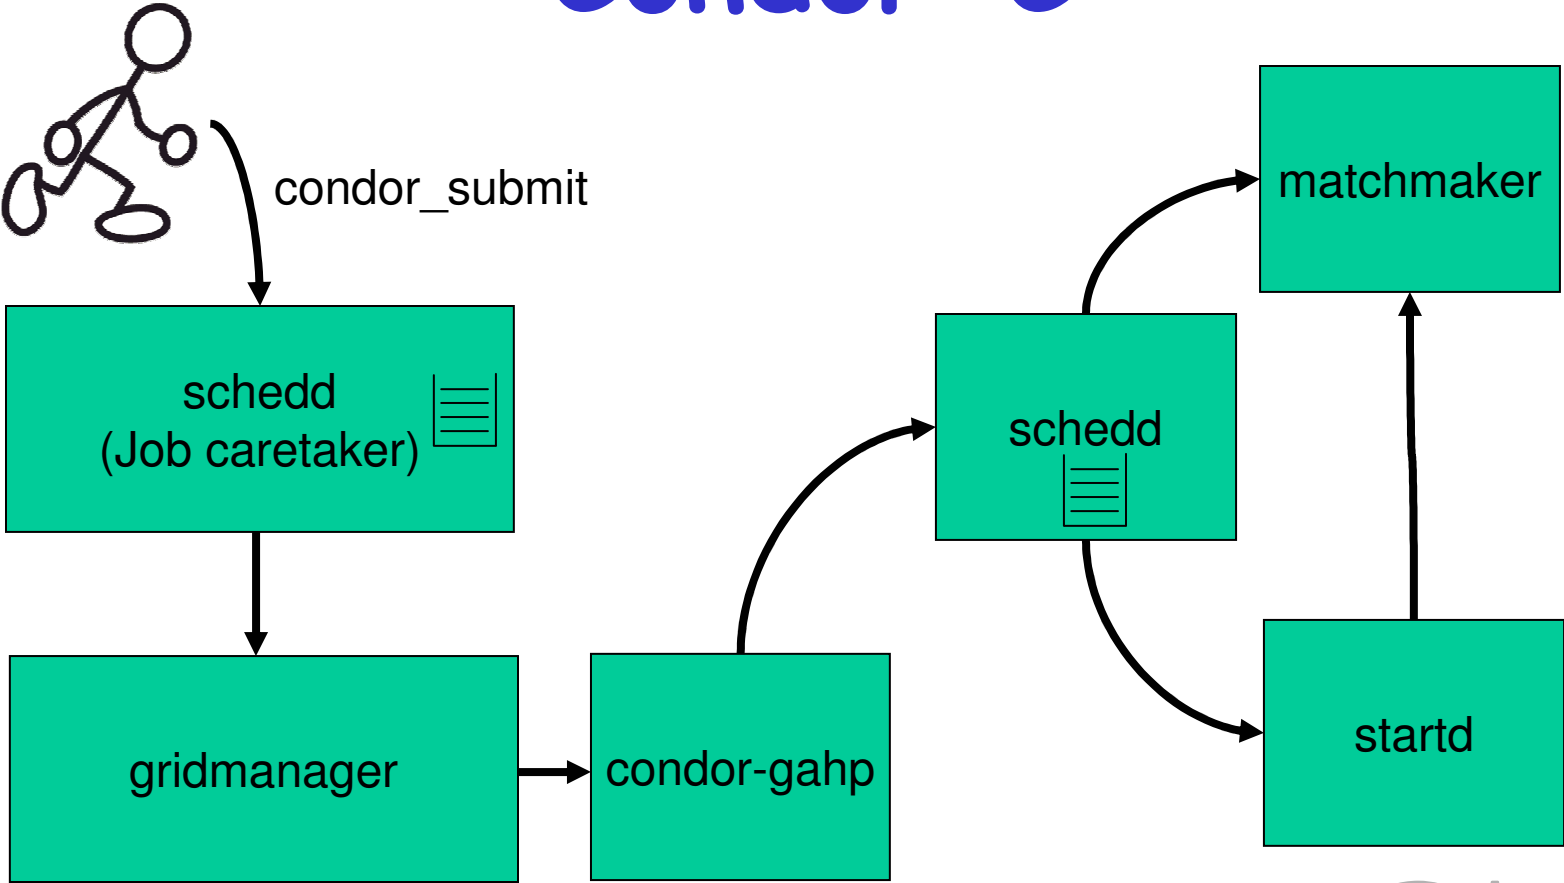 condor_submit
matchmaker
schedd
(Job caretaker)
schedd
gridmanager
condor-gahp
startd